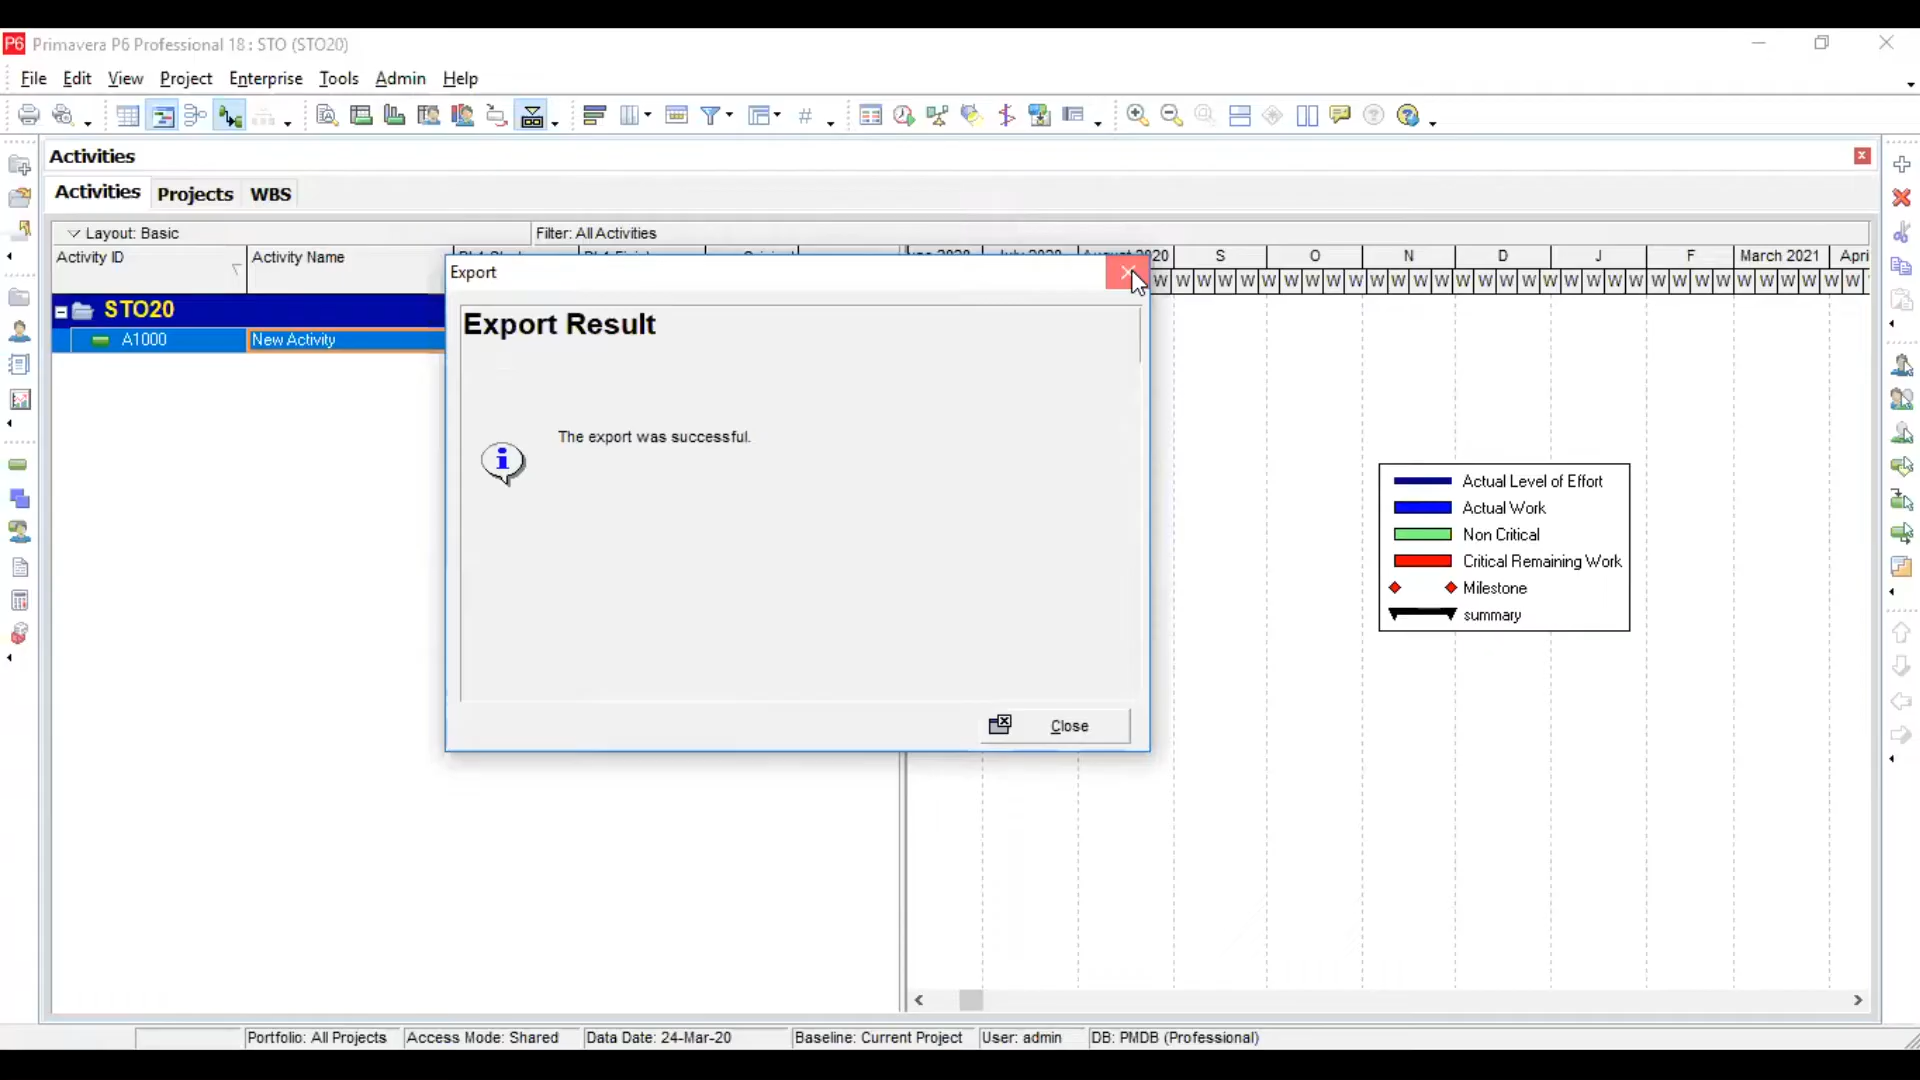 P6 Primavera P6 Professional 18 : STO (STO20)
File Edit View Project Enterprise Tools Admin Help
Activities
Activities Projects WBS
Layout: Basic Filter: All Activities
Activity ID Activity Name
S O N D J F March 2021 Apri
W W W W W W W W W W W W W W W W W W W W W W W W W W W W W W W W W
STO20
A1000 New Activity
Export
Export Result
The export was successful.
Close
Actual Level of Effort
Actual Work
Non Critical
Critical Remaining Work
Milestone
summary
Portfolio: All Projects Access Mode: Shared Data Date: 24-Mar-20 Baseline: Current Project User: admin DB: PMDB (Professional)